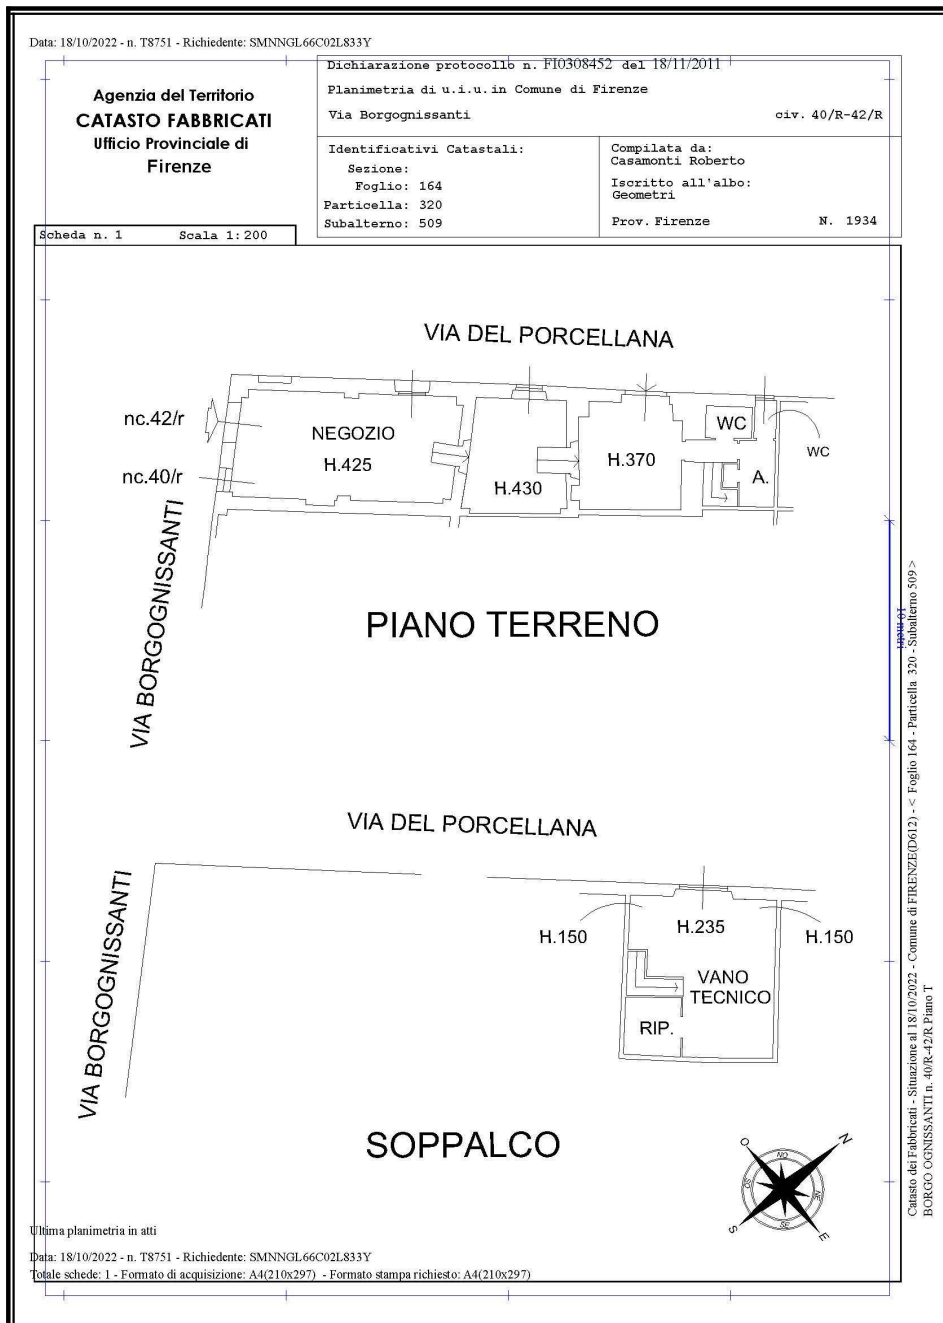 Data: 18/10/2022 - n. T8751 - Richiedente: SMNNGL66C02L833Y
Agenzia del Territorio
CATASTO FABBRICATI
Ufficio Provinciale di
Firenze
Dichiarazione protocollo n. FI0308452 del 18/11/2011
Planimetria di u.i.u. in Comune di Firenze
Via Borgognissanti civ. 40/R-42/R
Identificativi Catastali:
Sezione:
Foglio: 164
Particella: 320
Subalterno: 509
Compilata da:
Casamonti Roberto
Iscritto all'albo:
Geometri
Prov. Firenze N. 1934
Scheda n. 1 Scala 1:200
VIA DEL PORCELLANA
nc.42/r
nc.40/r
NEGOZIO
H.425
H.430
H.370
WC
A.
WC
VIA BORGOGNISSANTI
PIANO TERRENO
10 metri
VIA DEL PORCELLANA
VIA BORGOGNISSANTI
H.150
H.235
H.150
VANO
TECNICO
RIP.
SOPPALCO
O
N
NO
SO
NE
SE
S
E
Catasto dei Fabbricati - Situazione al 18/10/2022 - Comune di FIRENZE(D612) - < Foglio 164 - Particella 320 - Subalterno 509 >
BORGO OGNISSANTI n. 40/R-42/R Piano T
Ultima planimetria in atti
Data: 18/10/2022 - n. T8751 - Richiedente: SMNNGL66C02L833Y
Totale schede: 1 - Formato di acquisizione: A4(210x297) - Formato stampa richiesto: A4(210x297)